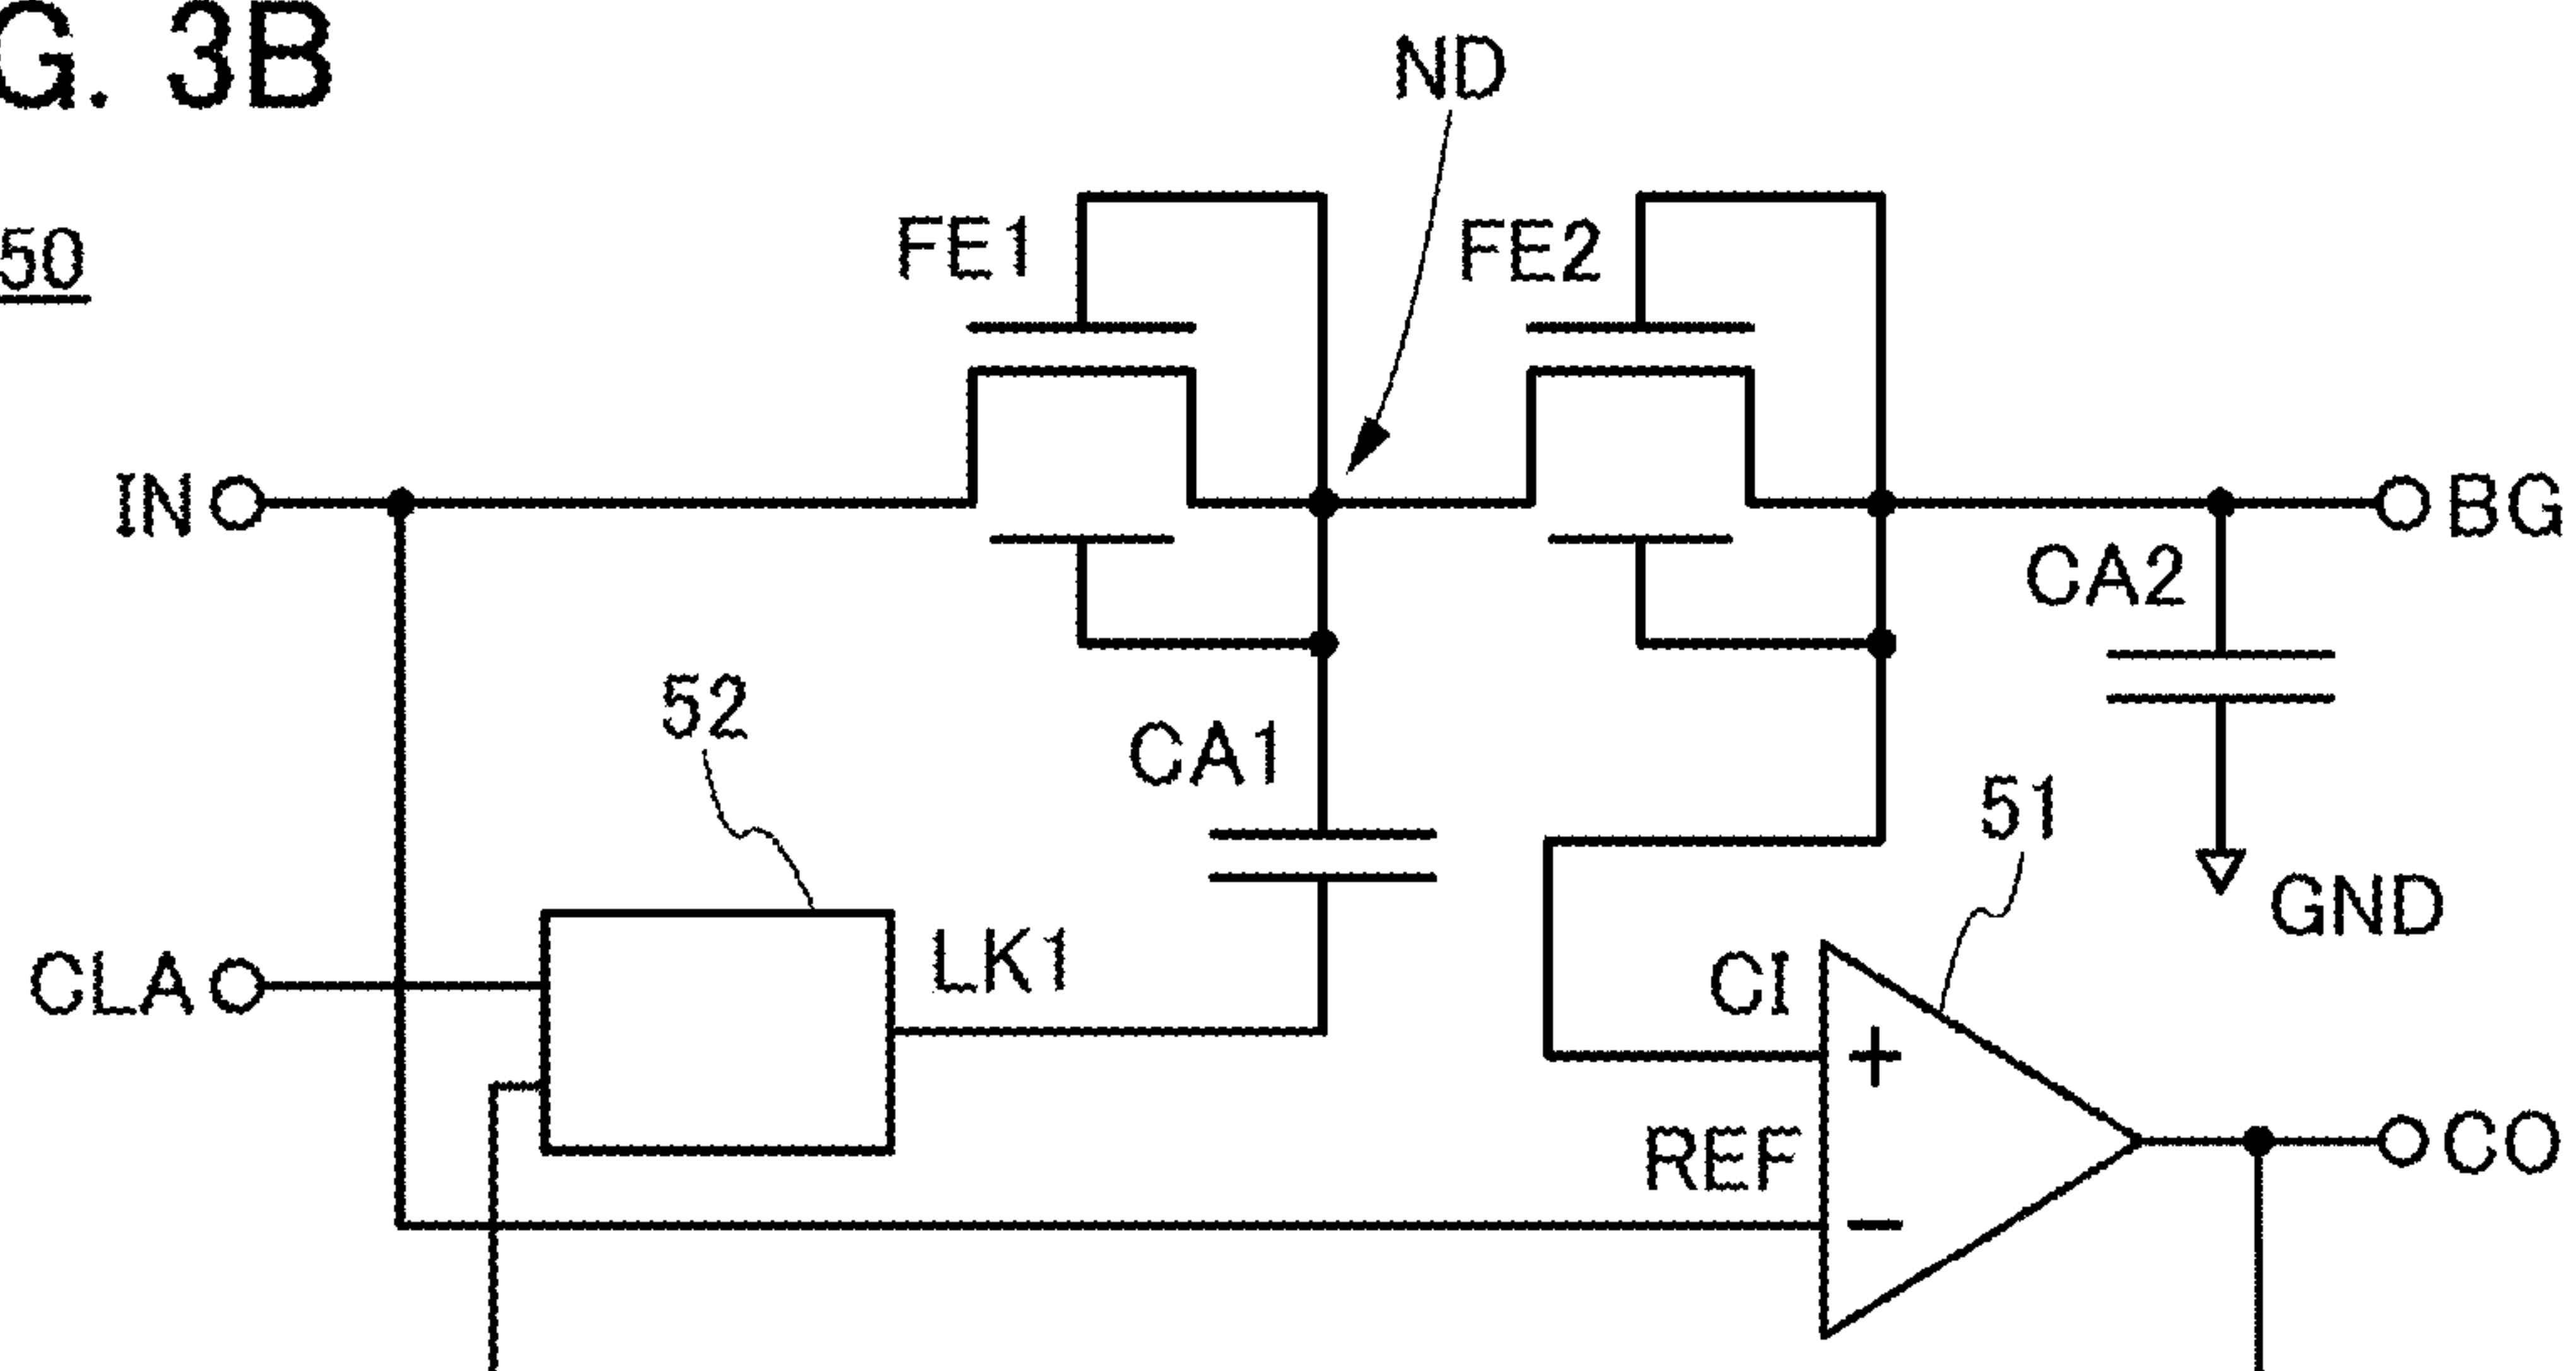 G. 3B
50
ND
FE1
FE2
IN
BG
CA2
52
CA1
51
GND
CLA
LK1
CI
+
REF
−
CO